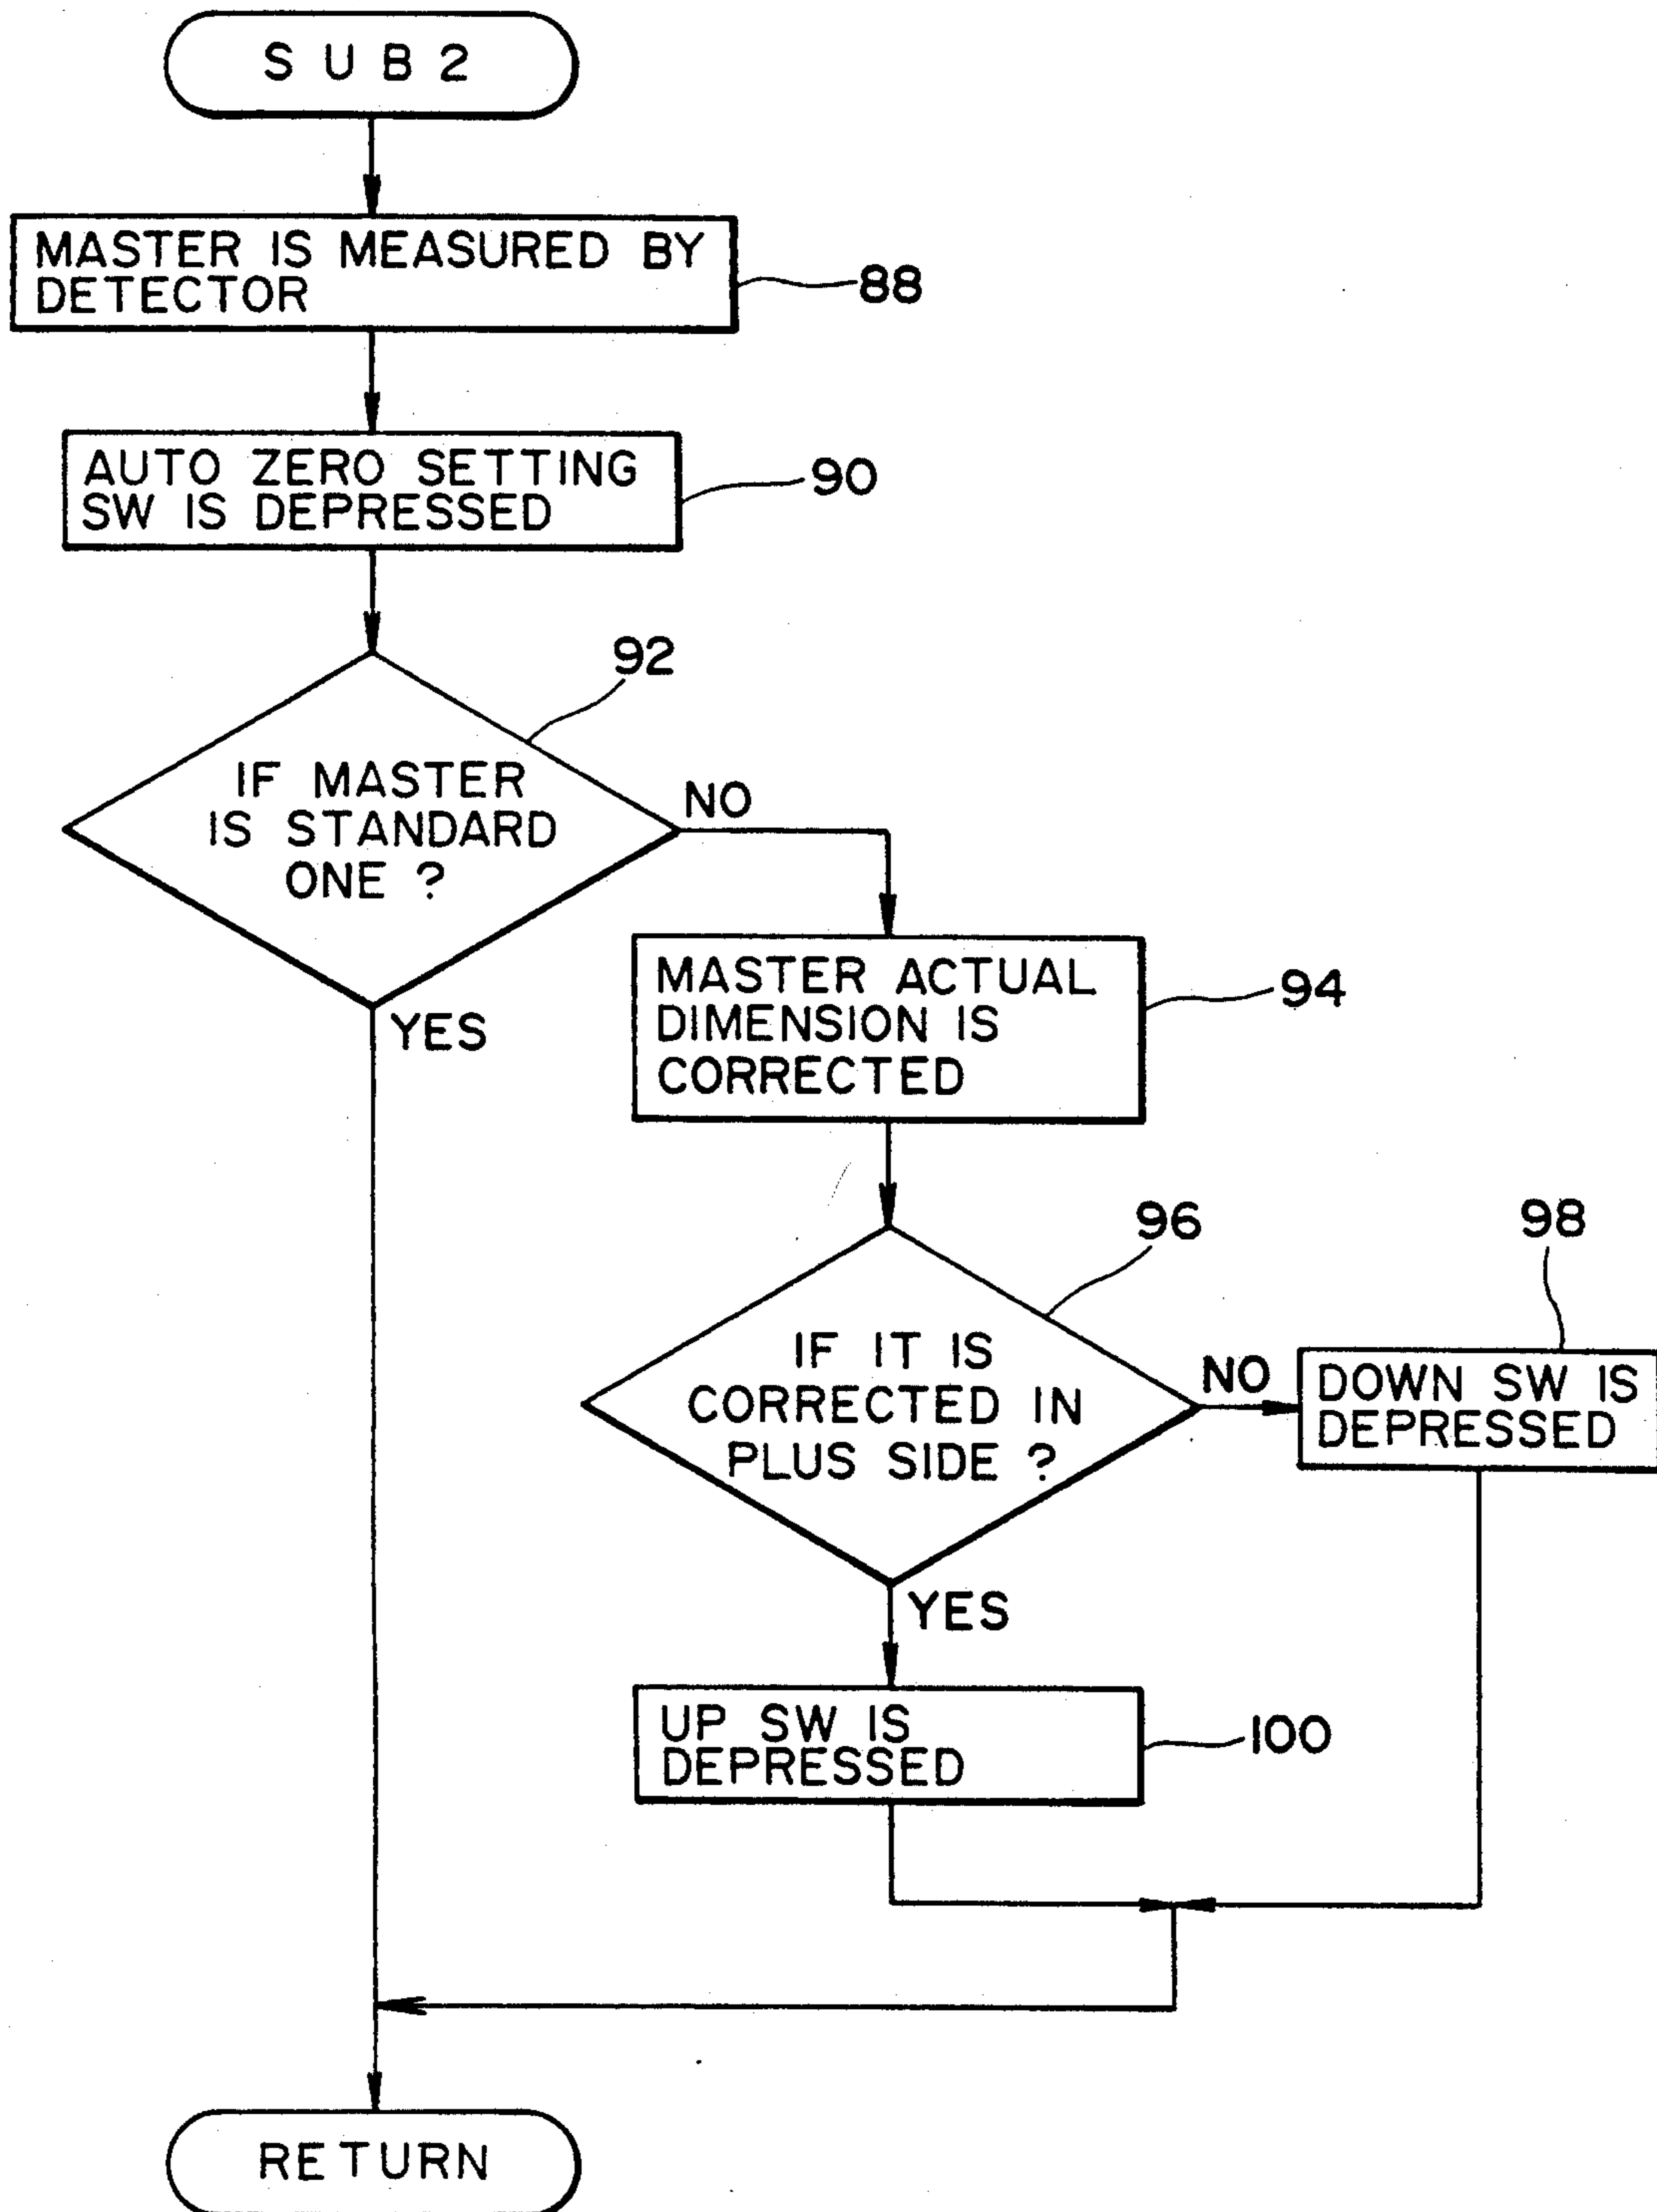 SUB2
MASTER IS MEASURED BY
DETECTOR
88
AUTO ZERO SETTING
SW IS DEPRESSED
90
92
IF MASTER
IS STANDARD
ONE ?
NO
YES
MASTER ACTUAL
DIMENSION IS
CORRECTED
94
96
98
IF IT IS
CORRECTED IN
PLUS SIDE ?
NO
DOWN SW IS
DEPRESSED
YES
UP SW IS
DEPRESSED
100
RETURN